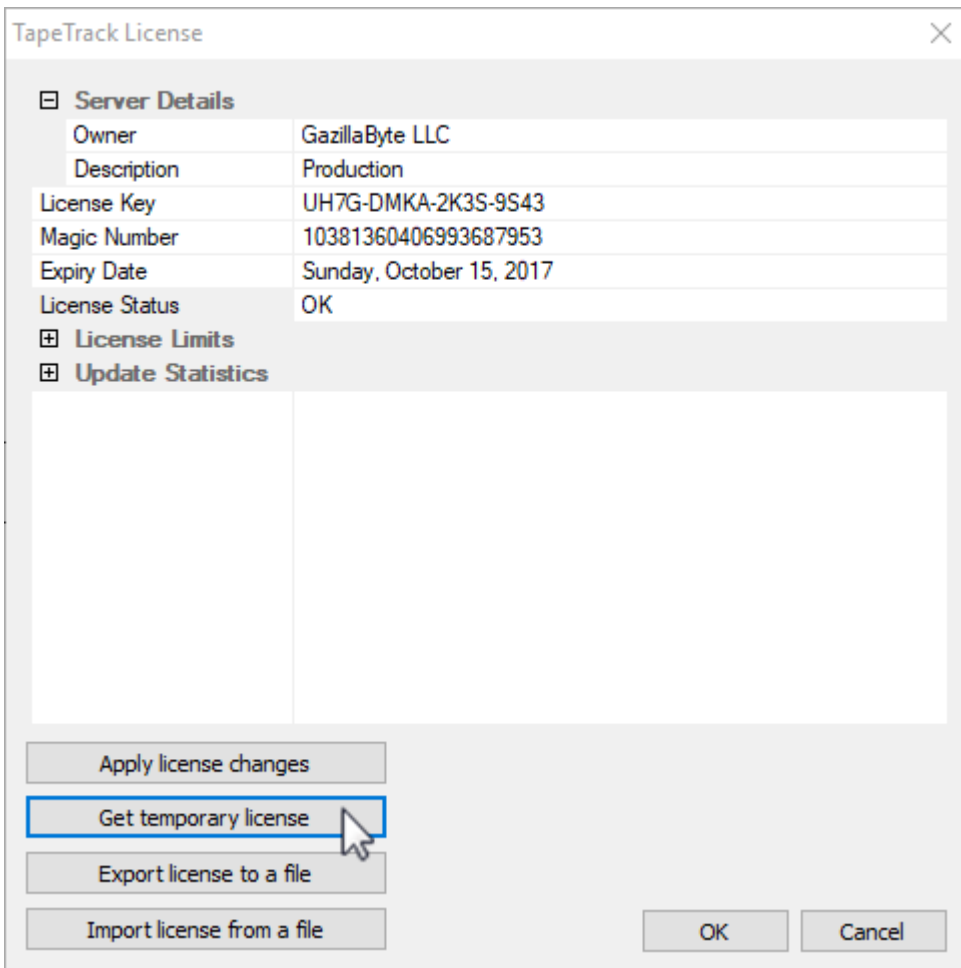 TapeTrack License
Server Details
Owner GazillaByte LLC
Description Production
License Key UH7G-DMKA-2K3S-9S43
Magic Number 10381360406993687953
Expiry Date Sunday, October 15, 2017
License Status OK
License Limits
Update Statistics
Apply license changes
Get temporary license
Export license to a file
Import license from a file
OK Cancel